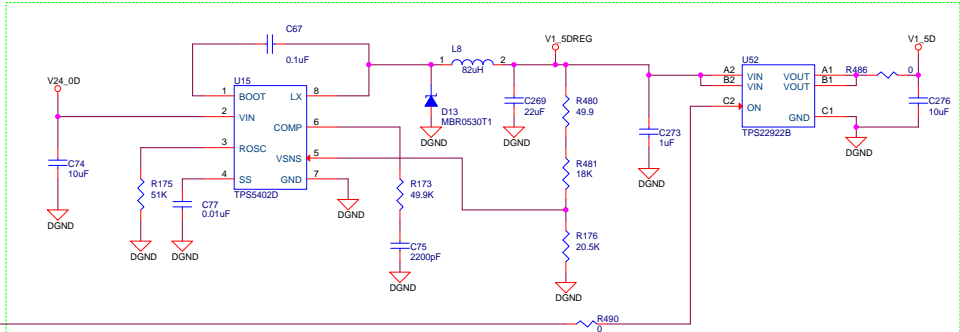 C67
0.1uF
V24_0D
U15
1 BOOT LX 8
2 VIN
COMP 6
3 ROSC
VSNS 5
4 SS GND 7
TPS5402D
C74
10uF
DGND
R175
51K
DGND
C77
0.01uF
DGND
DGND
R173
49.9K
C75
2200pF
DGND
D13
MBR0530T1
DGND
L8
1 2
82uH
V1_5DREG
C269
22uF
DGND
R480
49.9
R481
18K
R176
20.5K
DGND
C273
1uF
DGND
U52
A2 VIN VOUT A1
B2 VIN VOUT B1
C2 ON
GND C1
TPS22922B
DGND
R486
0
V1_5D
C276
10uF
DGND
R490
0